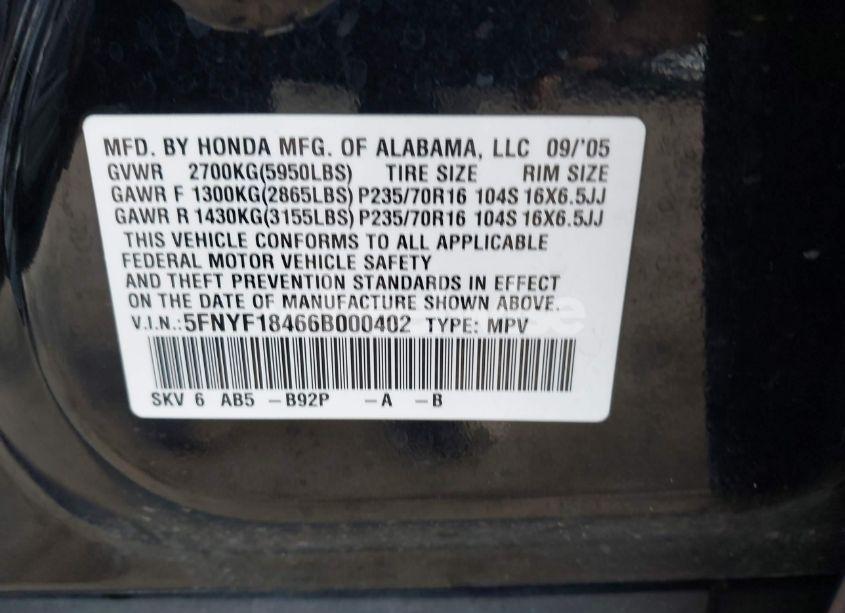 MFD. BY HONDA MFG. OF ALABAMA, LLC 09/'05
GVWR 2700KG(5950LBS) TIRE SIZE RIM SIZE
GAWR F 1300KG(2865LBS) P235/70R16 104S 16X6.5JJ
GAWR R 1430KG(3155LBS) P235/70R16 104S 16X6.5JJ
THIS VEHICLE CONFORMS TO ALL APPLICABLE
FEDERAL MOTOR VEHICLE SAFETY
AND THEFT PREVENTION STANDARDS IN EFFECT
ON THE DATE OF MANUFACTURE SHOWN ABOVE.
V.I.N.:5FNYF18466B000402 TYPE: MPV
SKV 6 AB5 -B92P -A -B